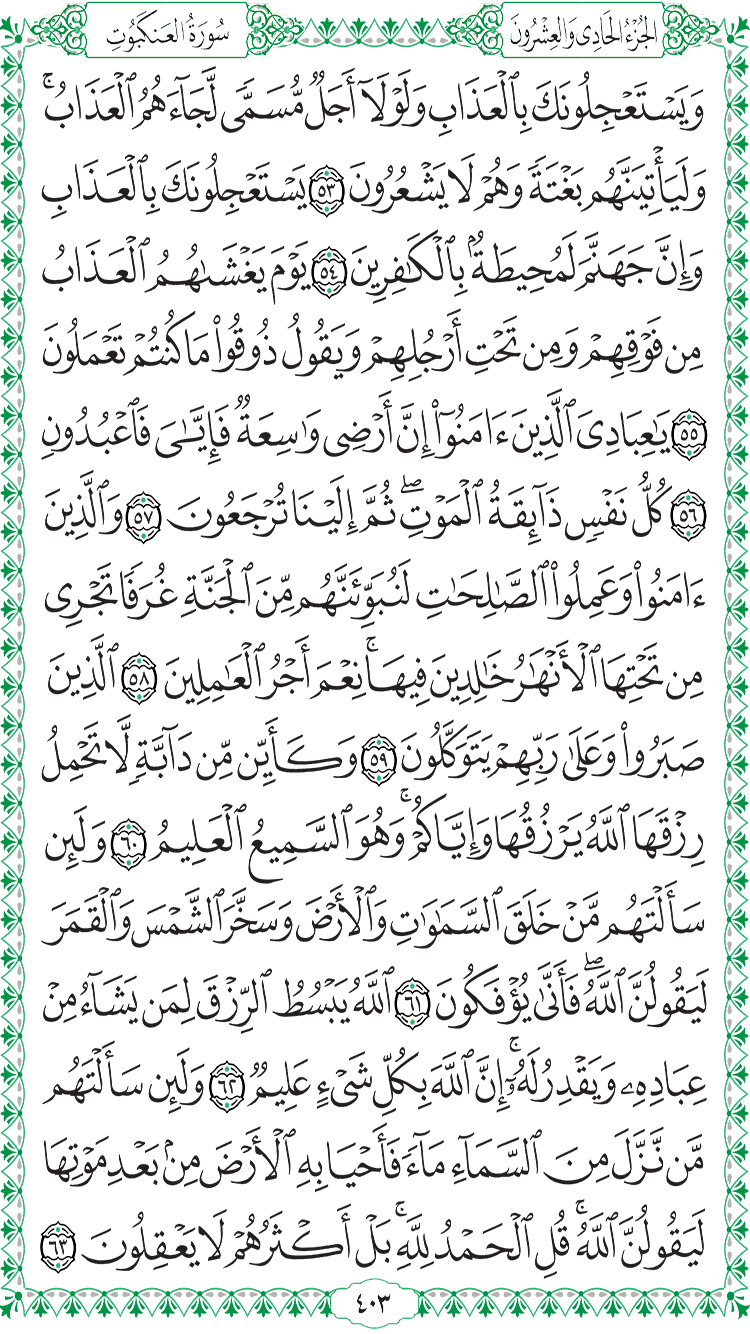 الجُزْءُ الحَادِي وَالعِشْرُونَ
سُورَةُ العَنكَبُوتِ
وَيَسْتَعْجِلُونَكَ بِٱلْعَذَابِ وَلَوْلَآ أَجَلٌ مُّسَمًّى لَّجَآءَهُمُ ٱلْعَذَابُۚ
وَلَيَأْتِيَنَّهُم بَغْتَةً وَهُمْ لَا يَشْعُرُونَ ٥٣ يَسْتَعْجِلُونَكَ بِٱلْعَذَابِ
وَإِنَّ جَهَنَّمَ لَمُحِيطَةٌۢ بِٱلْكَٰفِرِينَ ٥٤ يَوْمَ يَغْشَىٰهُمُ ٱلْعَذَابُ
مِن فَوْقِهِمْ وَمِن تَحْتِ أَرْجُلِهِمْ وَيَقُولُ ذُوقُوا۟ مَا كُنتُمْ تَعْمَلُونَ
٥٥ يَٰعِبَادِىَ ٱلَّذِينَ ءَامَنُوٓا۟ إِنَّ أَرْضِى وَٰسِعَةٌ فَإِيَّٰىَ فَٱعْبُدُونِ
٥٦ كُلُّ نَفْسٍ ذَآئِقَةُ ٱلْمَوْتِۖ ثُمَّ إِلَيْنَا تُرْجَعُونَ ٥٧ وَٱلَّذِينَ
ءَامَنُوا۟ وَعَمِلُوا۟ ٱلصَّٰلِحَٰتِ لَنُبَوِّئَنَّهُم مِّنَ ٱلْجَنَّةِ غُرَفًا تَجْرِى
مِن تَحْتِهَا ٱلْأَنْهَٰرُ خَٰلِدِينَ فِيهَاۚ نِعْمَ أَجْرُ ٱلْعَٰمِلِينَ ٥٨ ٱلَّذِينَ
صَبَرُوا۟ وَعَلَىٰ رَبِّهِمْ يَتَوَكَّلُونَ ٥٩ وَكَأَيِّن مِّن دَآبَّةٍ لَّا تَحْمِلُ
رِزْقَهَا ٱللَّهُ يَرْزُقُهَا وَإِيَّاكُمْۚ وَهُوَ ٱلسَّمِيعُ ٱلْعَلِيمُ ٦٠ وَلَئِن
سَأَلْتَهُم مَّنْ خَلَقَ ٱلسَّمَٰوَٰتِ وَٱلْأَرْضَ وَسَخَّرَ ٱلشَّمْسَ وَٱلْقَمَرَ
لَيَقُولُنَّ ٱللَّهُۖ فَأَنَّىٰ يُؤْفَكُونَ ٦١ ٱللَّهُ يَبْسُطُ ٱلرِّزْقَ لِمَن يَشَآءُ مِنْ
عِبَادِهِۦ وَيَقْدِرُ لَهُۥٓۚ إِنَّ ٱللَّهَ بِكُلِّ شَىْءٍ عَلِيمٌ ٦٢ وَلَئِن سَأَلْتَهُم
مَّن نَّزَّلَ مِنَ ٱلسَّمَآءِ مَآءً فَأَحْيَا بِهِ ٱلْأَرْضَ مِنۢ بَعْدِ مَوْتِهَا
لَيَقُولُنَّ ٱللَّهُۚ قُلِ ٱلْحَمْدُ لِلَّهِۚ بَلْ أَكْثَرُهُمْ لَا يَعْقِلُونَ ٦٣
٤٠٣